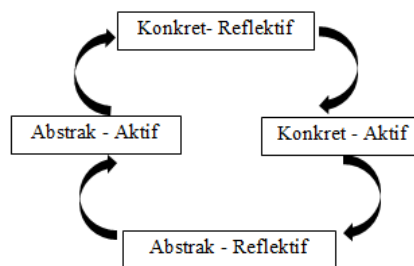 Konkret- Reflektif
Abstrak - Aktif
Konkret - Aktif
Abstrak - Reflektif